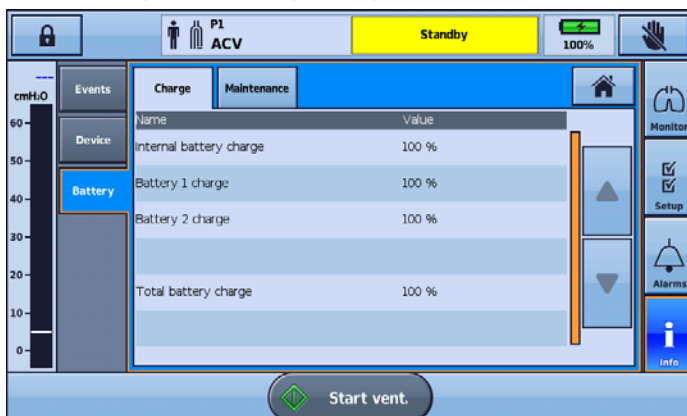 P1
ACV
Standby
100%
---
cmH2O
60
50
40
30
20
10
0
Events
Device
Battery
Charge
Maintenance
Name Value
Internal battery charge 100 %
Battery 1 charge 100 %
Battery 2 charge 100 %
Total battery charge 100 %
Monitor
Setup
Alarms
i
Info
Start vent.